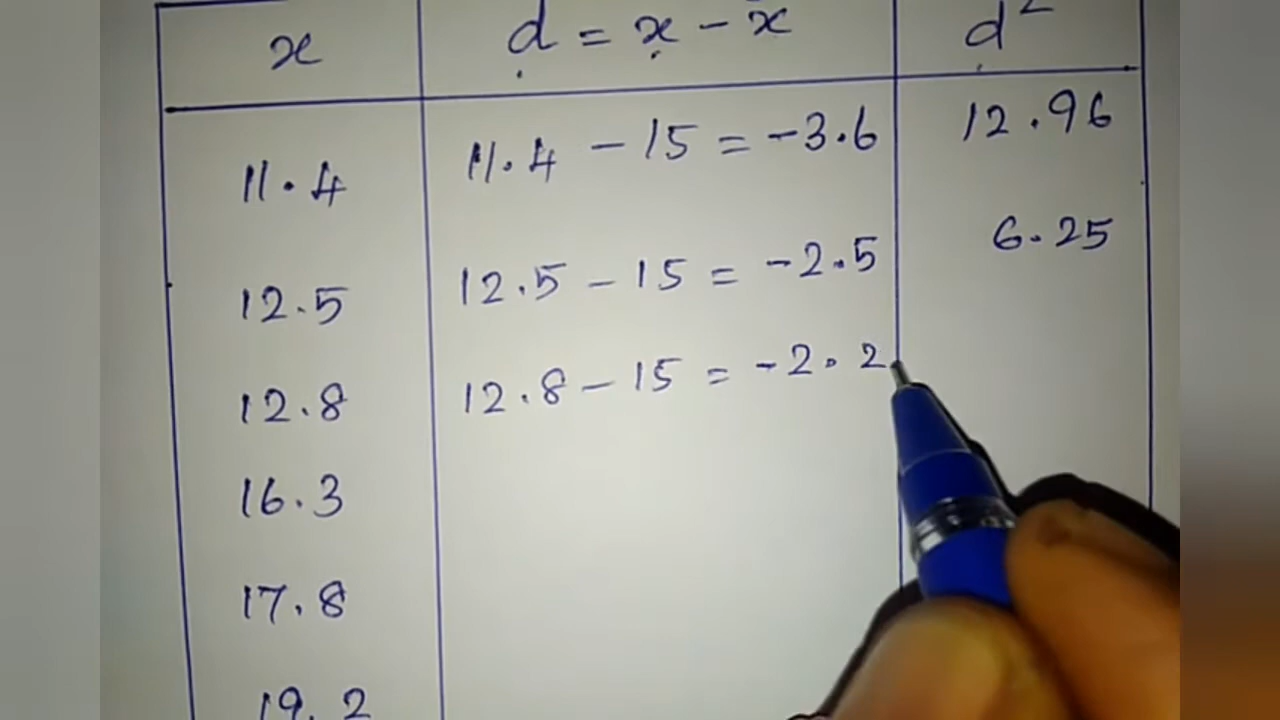 x d = x - x̄ d²
11.4 11.4 - 15 = -3.6 12.96
12.5 12.5 - 15 = -2.5 6.25
12.8 12.8 - 15 = -2.2
16.3
17.8
19.2